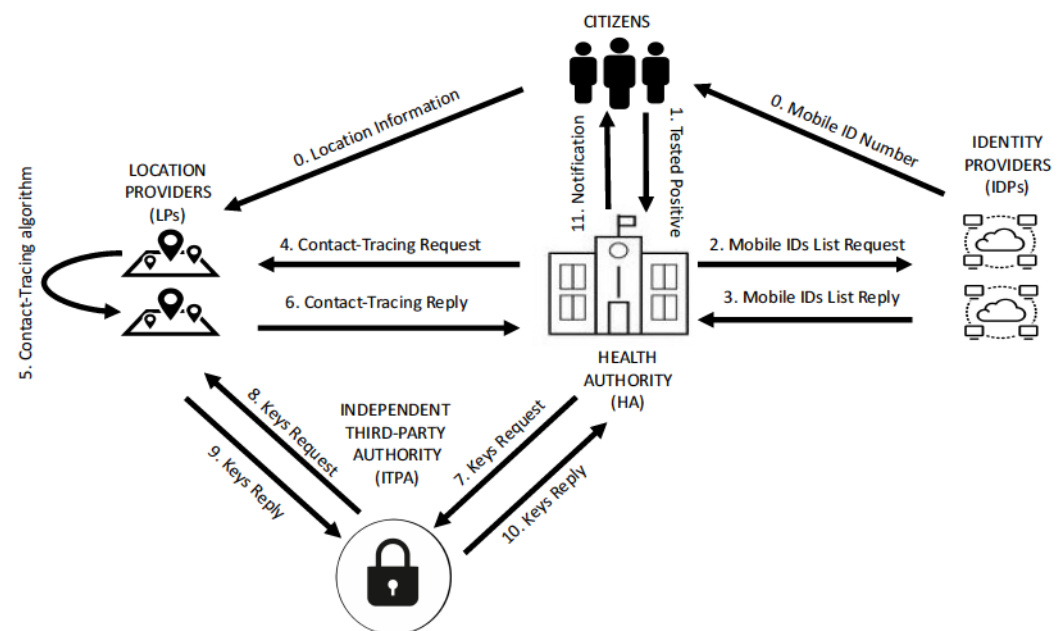 CITIZENS
0. Location Information
0. Mobile ID Number
11. Notification
1. Tested Positive
LOCATION
PROVIDERS
(LPs)
IDENTITY
PROVIDERS
(IDPs)
5. Contact-Tracing algorithm
4. Contact-Tracing Request
2. Mobile IDs List Request
6. Contact-Tracing Reply
3. Mobile IDs List Reply
HEALTH
AUTHORITY
(HA)
8. Keys Request
9. Keys Reply
INDEPENDENT
THIRD-PARTY
AUTHORITY
(ITPA)
7. Keys Request
10. Keys Reply